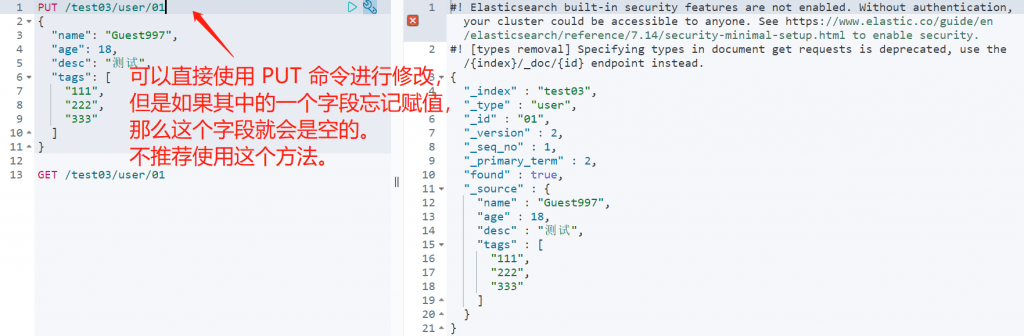 1 PUT /test03/user/01
2 {
3 "name": "Guest997",
4 "age": 18,
5 "desc": "测试",
6 "tags": [
7 "111",
8 "222",
9 "333"
10 ]
11 }
12
13 GET /test03/user/01
可以直接使用 PUT 命令进行修改,
但是如果其中的一个字段忘记赋值,
那么这个字段就会是空的。
不推荐使用这个方法。
1 #! Elasticsearch built-in security features are not enabled. Without authentication,
your cluster could be accessible to anyone. See https://www.elastic.co/guide/en
/elasticsearch/reference/7.14/security-minimal-setup.html to enable security.
2 #! [types removal] Specifying types in document get requests is deprecated, use the
/{index}/_doc/{id} endpoint instead.
3 {
4 "_index" : "test03",
5 "_type" : "user",
6 "_id" : "01",
7 "_version" : 2,
8 "_seq_no" : 1,
9 "_primary_term" : 2,
10 "found" : true,
11 "_source" : {
12 "name" : "Guest997",
13 "age" : 18,
14 "desc" : "测试",
15 "tags" : [
16 "111",
17 "222",
18 "333"
19 ]
20 }
21 }